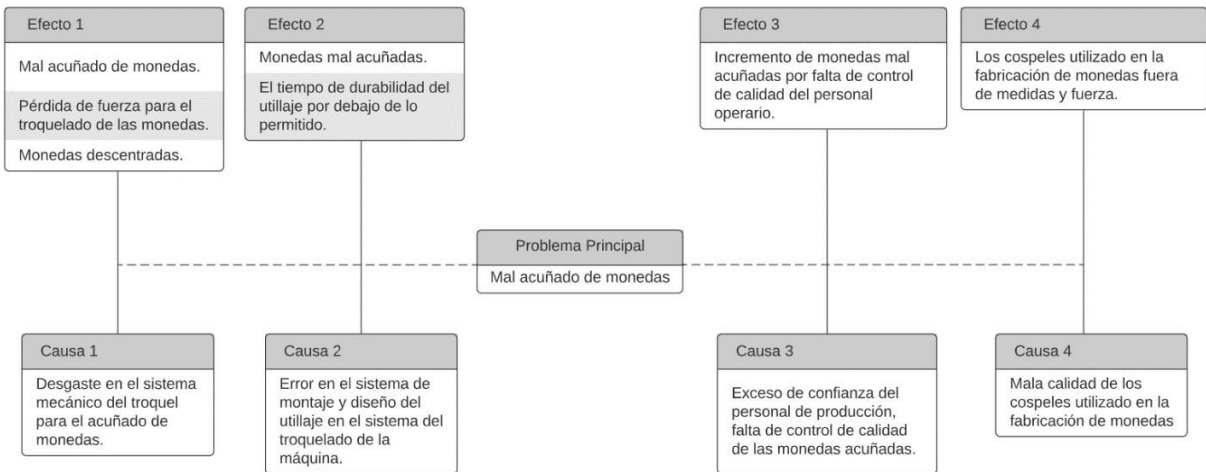 Efecto 1
Mal acuñado de monedas.
Pérdida de fuerza para el
troquelado de las monedas.
Monedas descentradas.
Efecto 2
Monedas mal acuñadas.
El tiempo de durabilidad del
utillaje por debajo de lo
permitido.
Efecto 3
Incremento de monedas mal
acuñadas por falta de control
de calidad del personal
operario.
Efecto 4
Los cospeles utilizado en la
fabricación de monedas fuera
de medidas y fuerza.
Problema Principal
Mal acuñado de monedas
Causa 1
Desgaste en el sistema
mecánico del troquel
para el acuñado de
monedas.
Causa 2
Error en el sistema de
montaje y diseño del
utillaje en el sistema del
troquelado de la
máquina.
Causa 3
Exceso de confianza del
personal de producción,
falta de control de calidad
de las monedas acuñadas.
Causa 4
Mala calidad de los
cospeles utilizado en la
fabricación de monedas